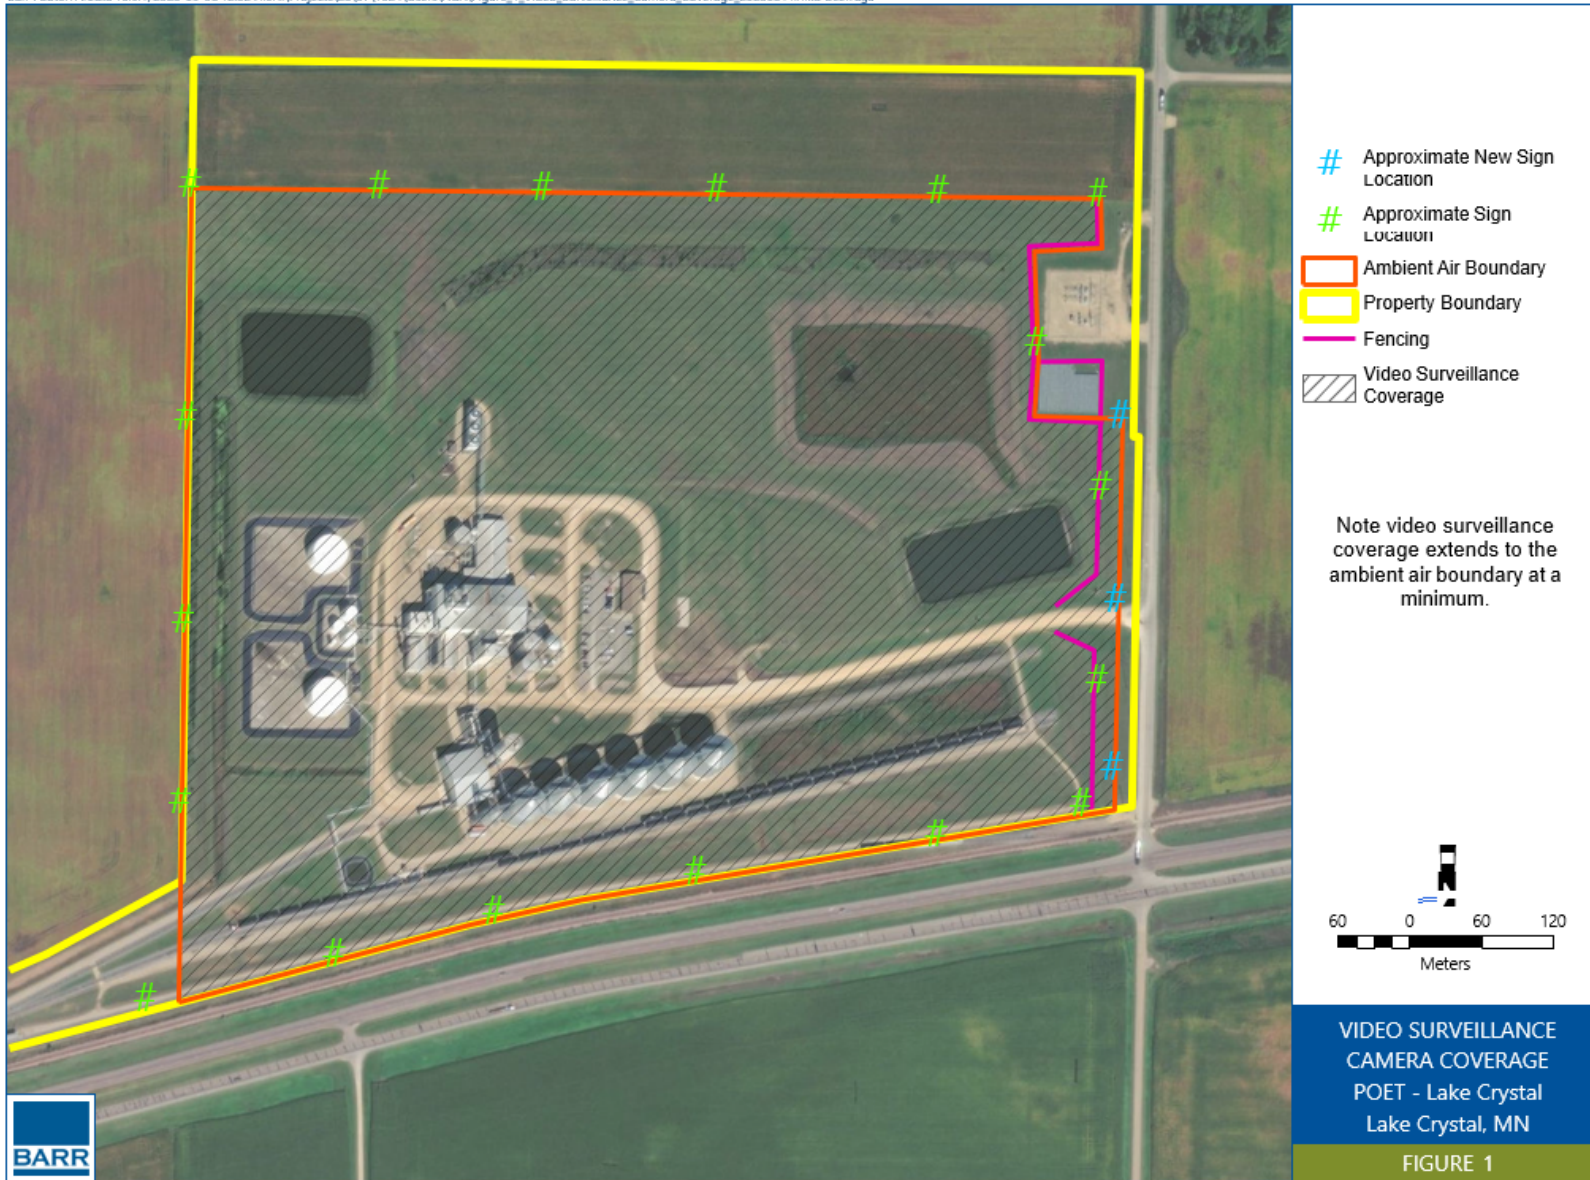 # Approximate New Sign
Location
# Approximate Sign
Location
Ambient Air Boundary
Property Boundary
Fencing
Video Surveillance
Coverage
Note video surveillance
coverage extends to the
ambient air boundary at a
minimum.
60 0 60 120
Meters
VIDEO SURVEILLANCE
CAMERA COVERAGE
POET - Lake Crystal
Lake Crystal, MN
FIGURE 1
BARR